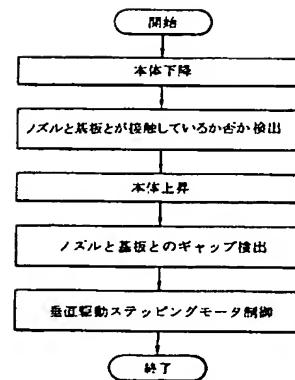 開始
本体下降
ノズルと基板とが接触しているか否か検出
本体上昇
ノズルと基板とのギャップ検出
垂直駆動ステッピングモータ制御
終了